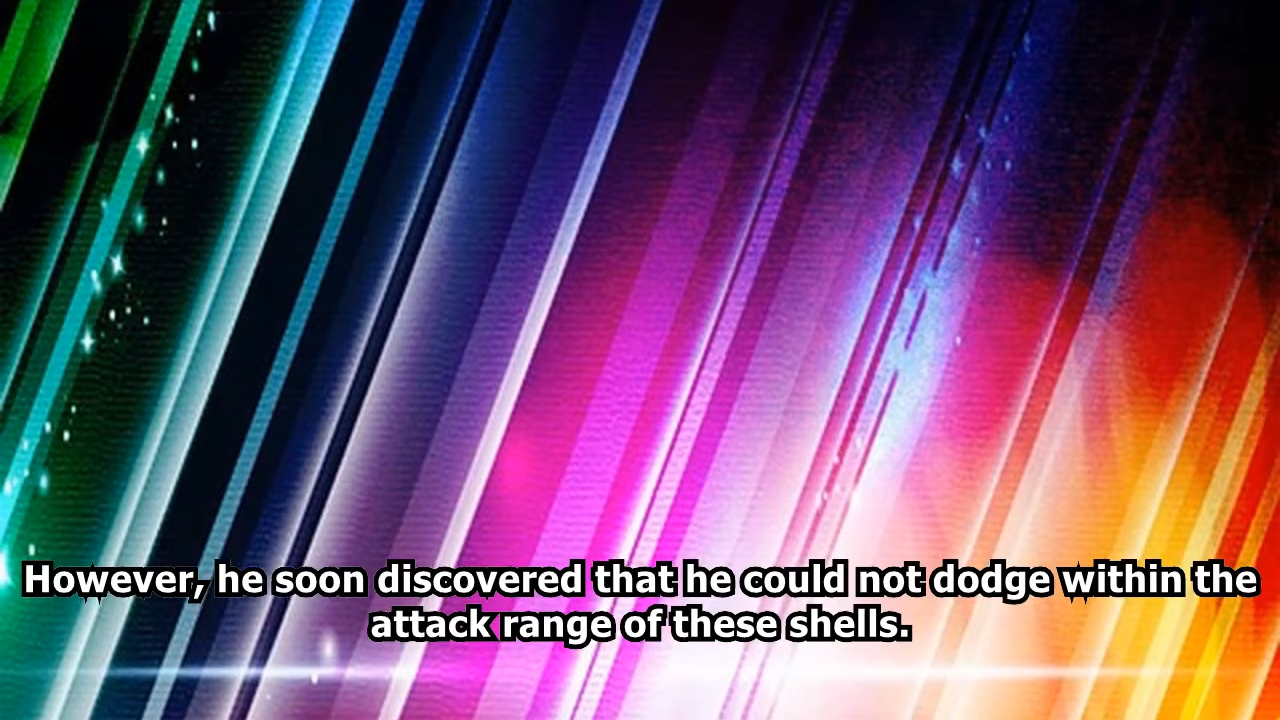 However, he soon discovered that he could not dodge within the
attack range of these shells.